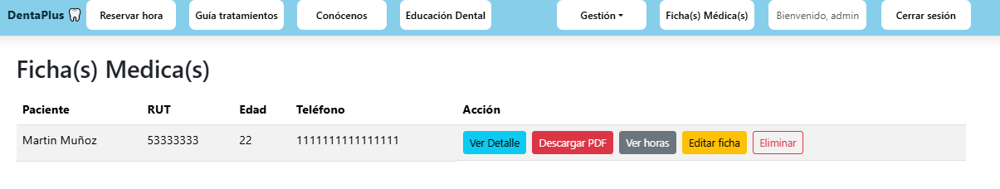 DentaPlus Reservar hora Guía tratamientos Conócenos Educación Dental Gestión Ficha(s) Médica(s) Bienvenido, admin Cerrar sesión
Ficha(s) Medica(s)
Paciente RUT Edad Teléfono Acción
Martin Muñoz 53333333 22 1111111111111111 Ver Detalle Descargar PDF Ver horas Editar ficha Eliminar